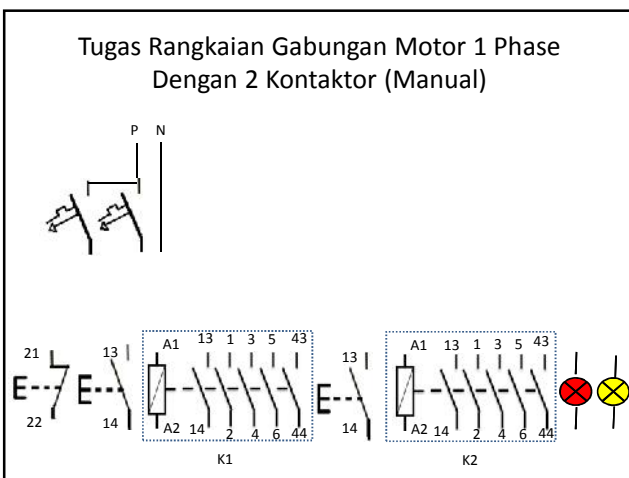 Tugas Rangkaian Gabungan Motor 1 Phase
Dengan 2 Kontaktor (Manual)
P N
21 13 A1 13 1 3 5 43 13 A1 13 1 3 5 43
22 14 A2 14 2 4 6 44 14 A2 14 2 4 6 44
K1 K2